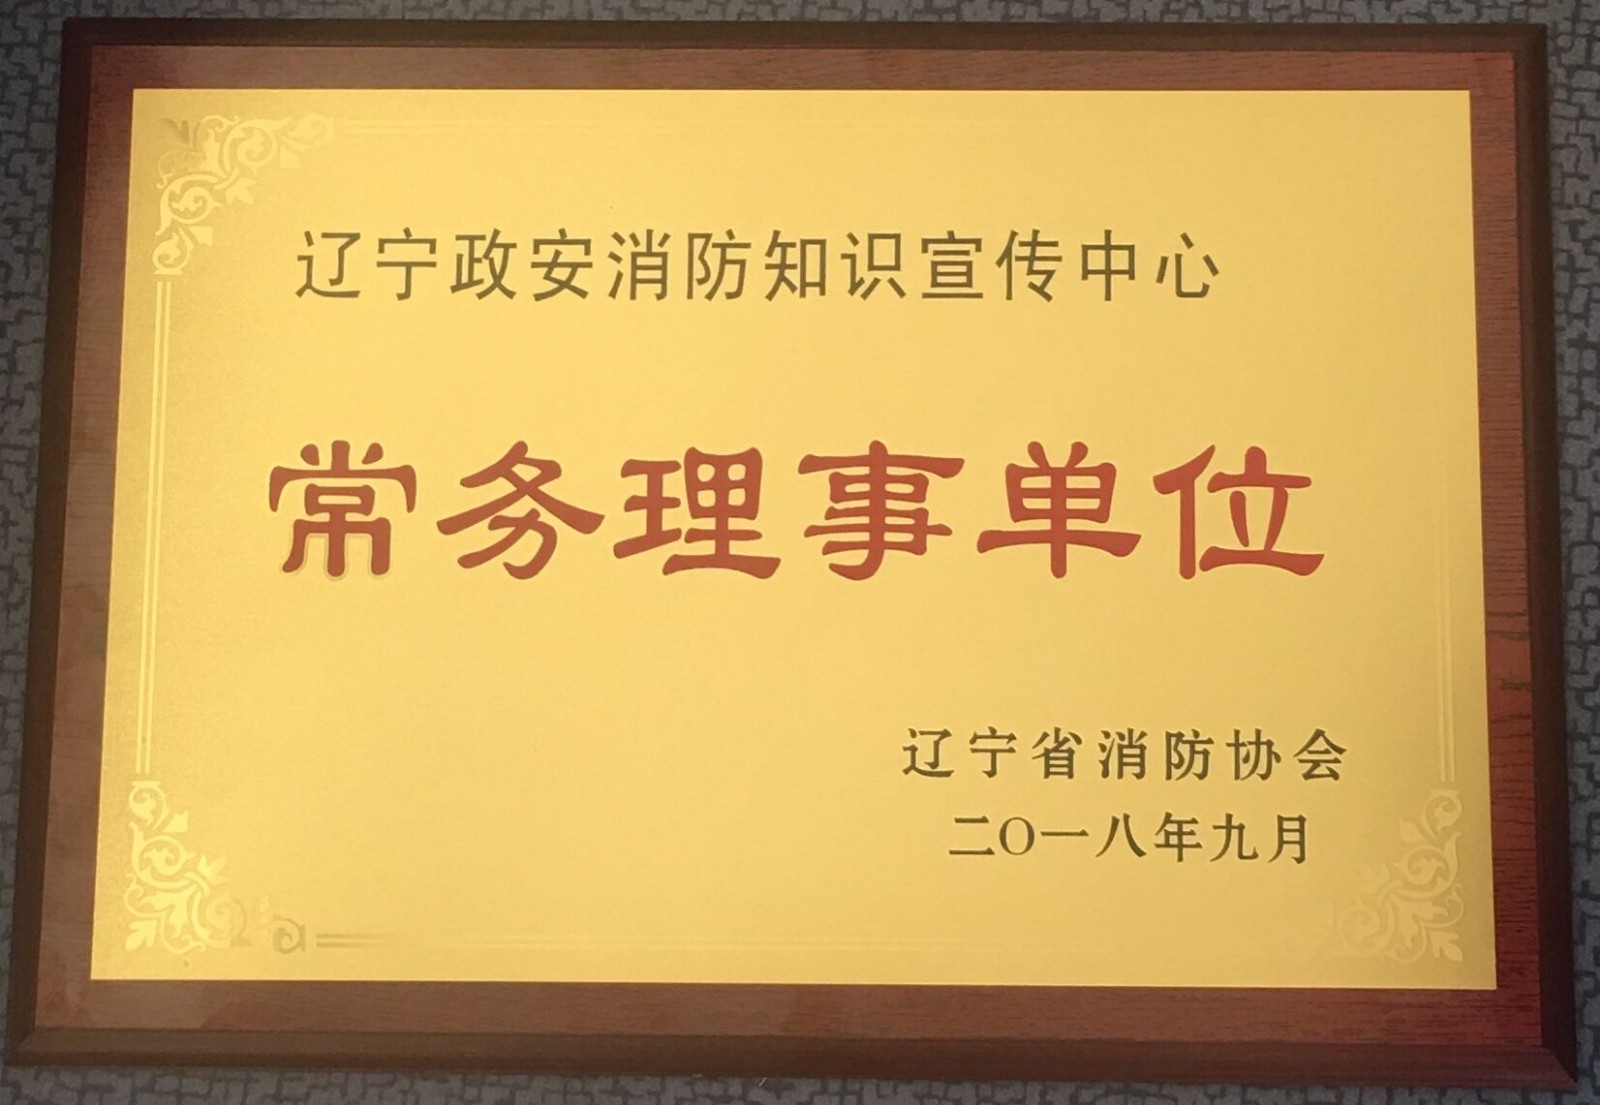 辽宁政安消防知识宣传中心
常务理事单位
辽宁省消防协会
二〇一八年九月